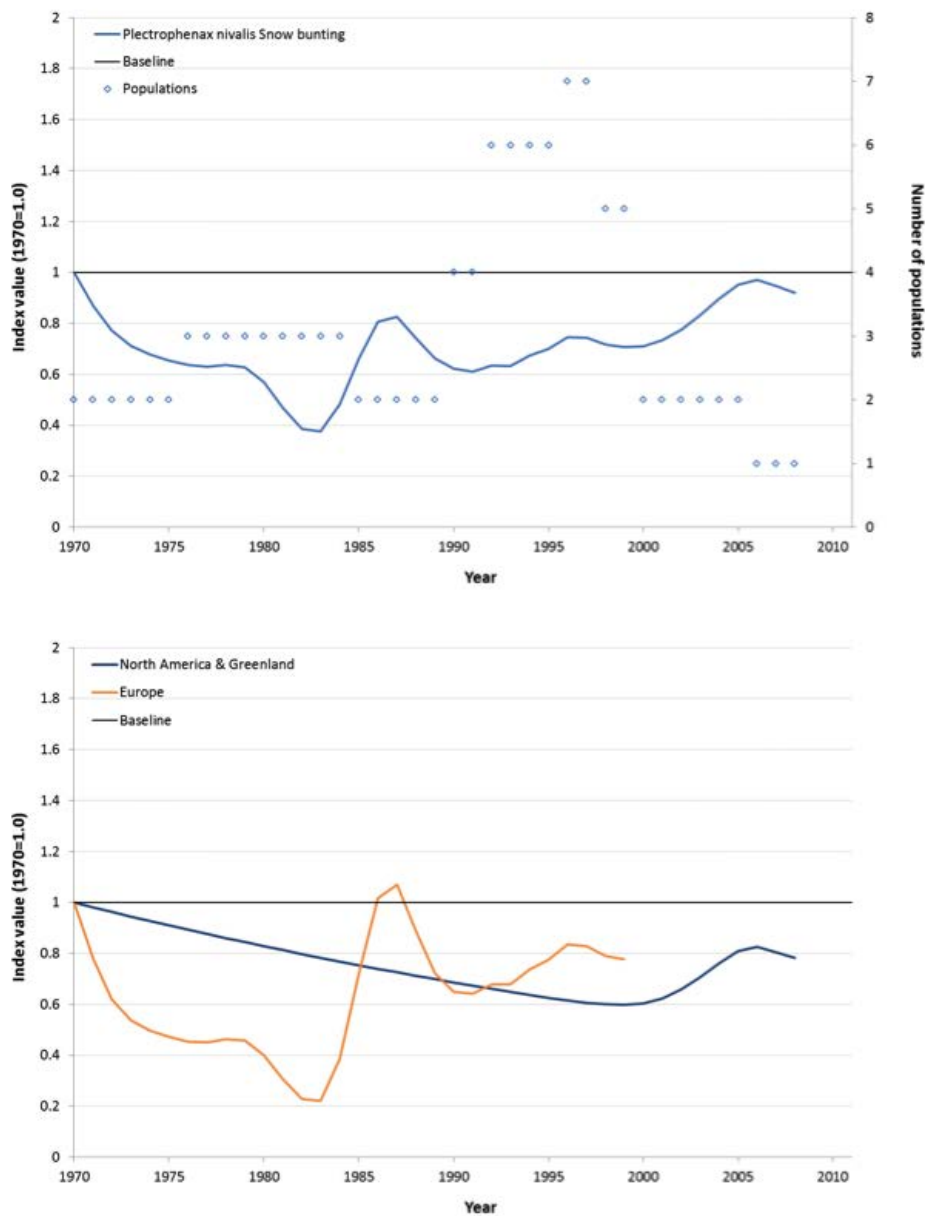 Plectrophenax nivalis Snow bunting
Baseline
Populations
Index value (1970=1.0)
2
1.8
1.6
1.4
1.2
1
0.8
0.6
0.4
0.2
0
8
7
6
5
4
3
2
1
0
Number of populations
1970 1975 1980 1985 1990 1995 2000 2005 2010
Year
North America & Greenland
Europe
Baseline
Index value (1970=1.0)
2
1.8
1.6
1.4
1.2
1
0.8
0.6
0.4
0.2
0
1970 1975 1980 1985 1990 1995 2000 2005 2010
Year